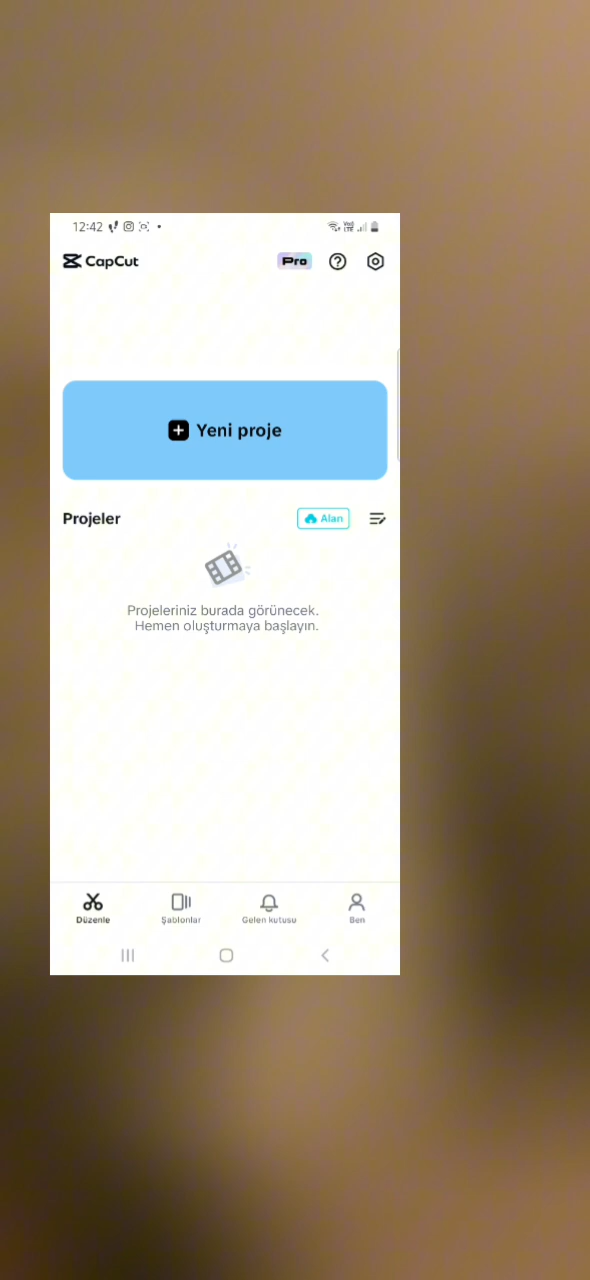 12:42
CapCut
Pro
Yeni proje
Projeler
Alan
Projeleriniz burada görünecek.
Hemen oluşturmaya başlayın.
Düzenle
Şablonlar
Gelen kutusu
Ben